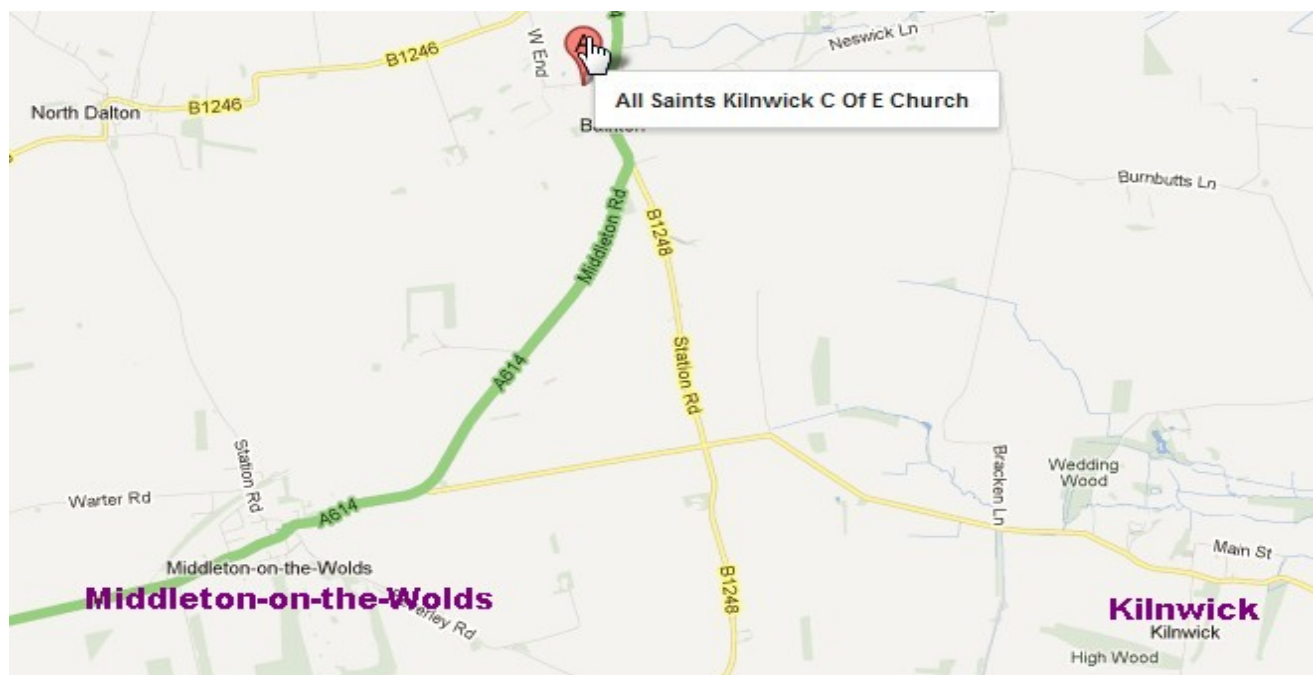 B1246
W End
Neswick Ln
A
All Saints Kilnwick C Of E Church
North Dalton
B1246
Burnbutts Ln
Middleton Rd
B1248
A614
Station Rd
Station Rd
Bracken Ln
Wedding
Wood
Warter Rd
A614
Main St
Middleton-on-the-Wolds
Middleton-on-the-Wolds
B1248
Kilnwick
Kilnwick
High Wood